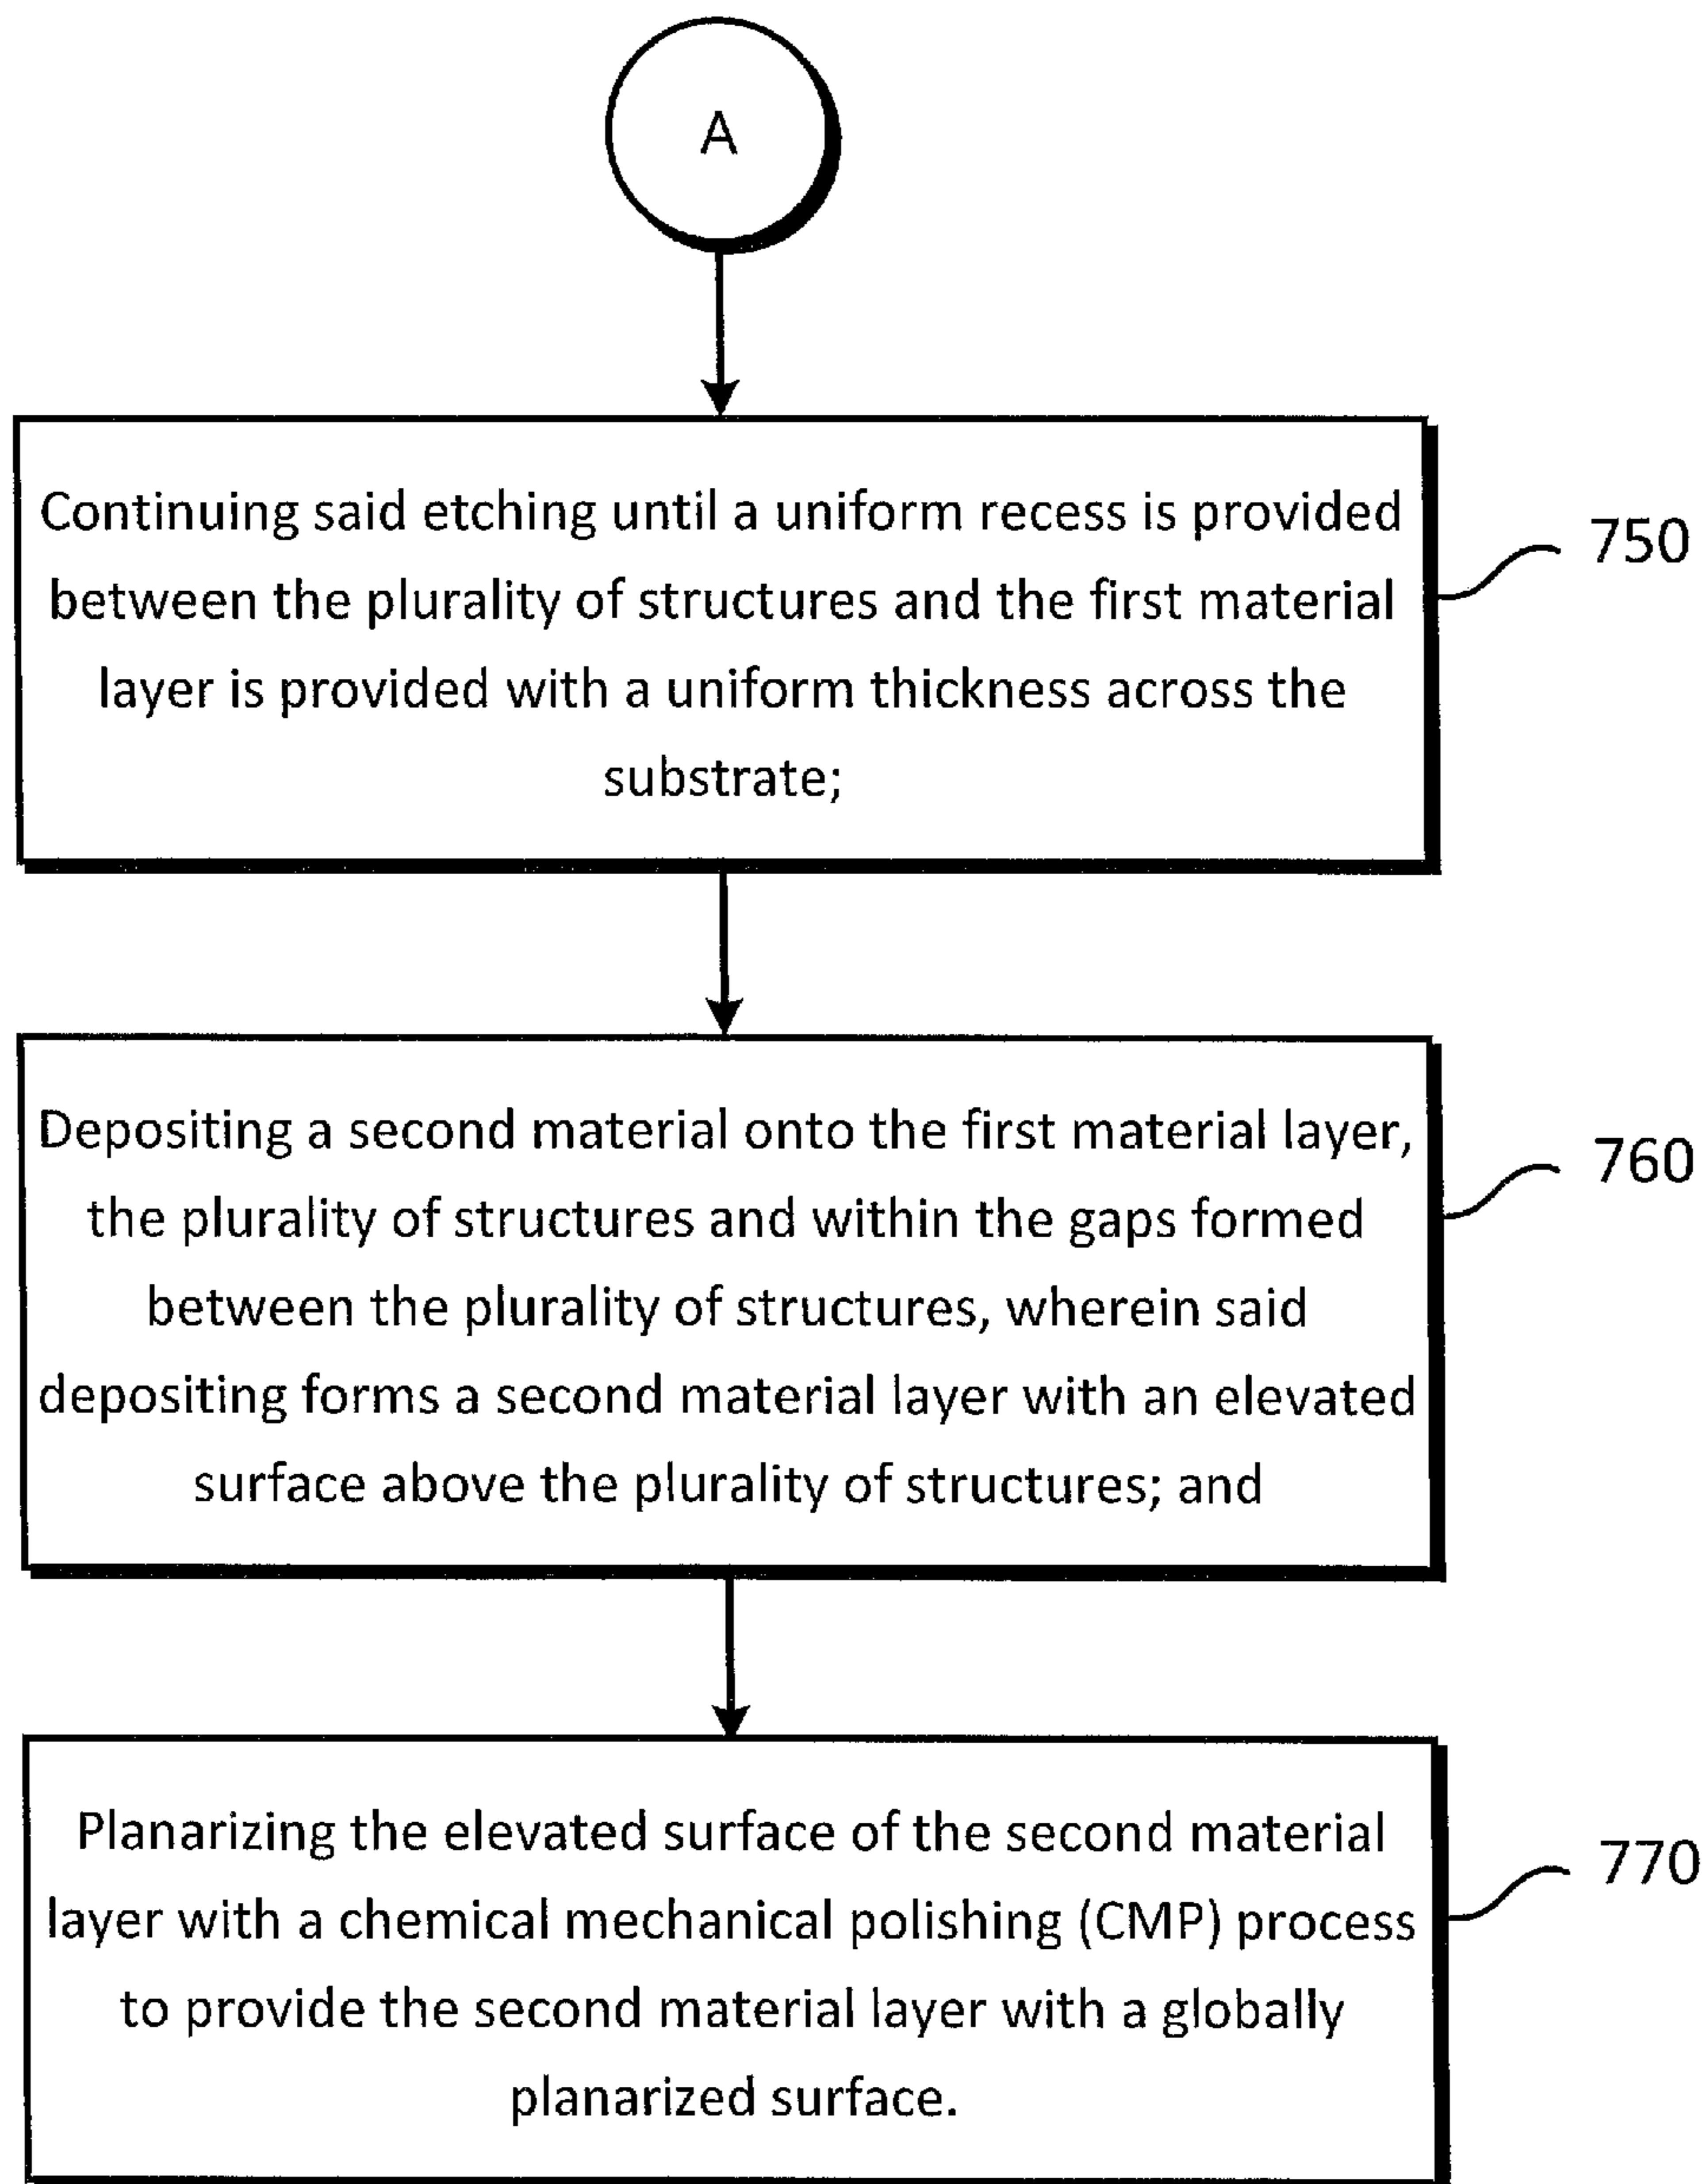 A
Continuing said etching until a uniform recess is provided
between the plurality of structures and the first material
layer is provided with a uniform thickness across the
substrate;
750
Depositing a second material onto the first material layer,
the plurality of structures and within the gaps formed
between the plurality of structures, wherein said
depositing forms a second material layer with an elevated
surface above the plurality of structures; and
760
Planarizing the elevated surface of the second material
layer with a chemical mechanical polishing (CMP) process
to provide the second material layer with a globally
planarized surface.
770